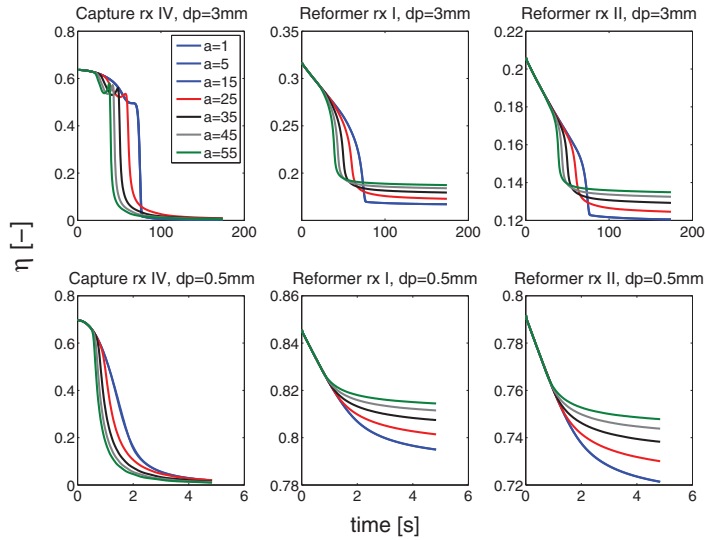 Capture rx IV, dp=3mm
Reformer rx I, dp=3mm
Reformer rx II, dp=3mm
0.8
0.6
0.4
0.2
0
0 50 100 150 200
a=1
a=5
a=15
a=25
a=35
a=45
a=55
0.35
0.3
0.25
0.2
0 100 200
0.22
0.2
0.18
0.16
0.14
0.12
0 100 200
η [−]
Capture rx IV, dp=0.5mm
Reformer rx I, dp=0.5mm
Reformer rx II, dp=0.5mm
0.8
0.6
0.4
0.2
0
0 2 4 6
0.86
0.84
0.82
0.8
0.78
0 2 4 6
0.8
0.78
0.76
0.74
0.72
0 2 4 6
time [s]